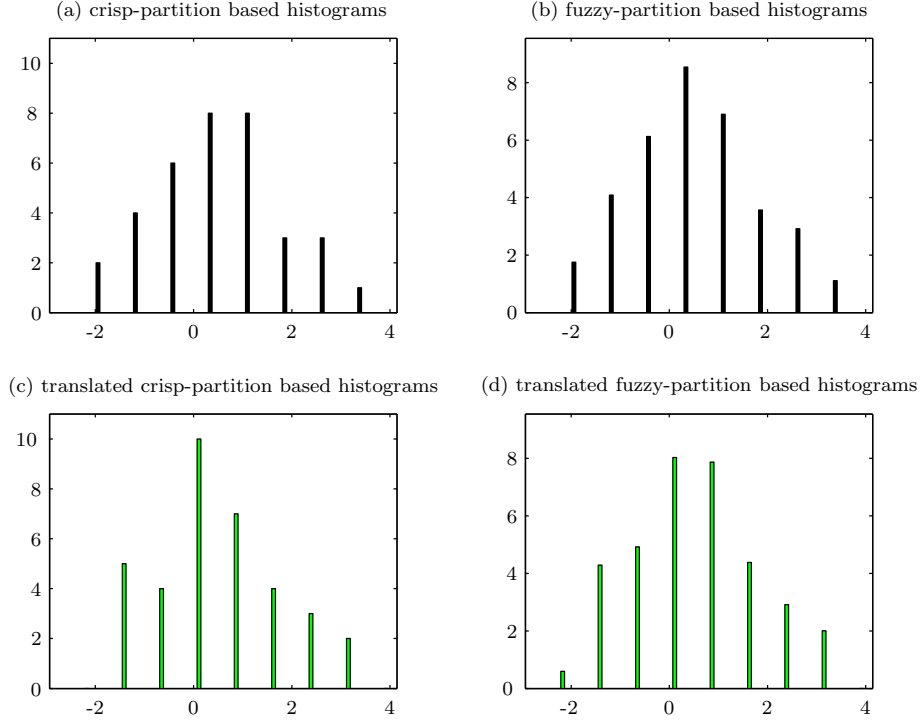 (a) crisp-partition based histograms
(b) fuzzy-partition based histograms
10
8
6
4
2
0
-2 0 2 4
8
6
4
2
0
-2 0 2 4
(c) translated crisp-partition based histograms
(d) translated fuzzy-partition based histograms
10
8
6
4
2
0
-2 0 2 4
8
6
4
2
0
-2 0 2 4